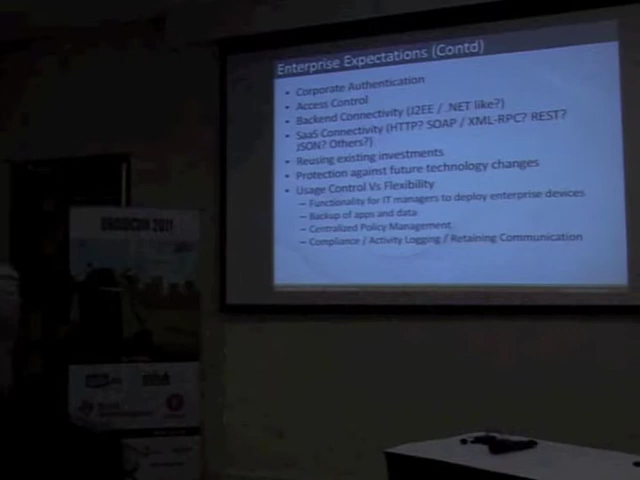 Enterprise Expectations (Contd)
• Corporate Authentication
• Access Control
• Backend Connectivity (J2EE / .NET like?)
• SaaS Connectivity (HTTP? SOAP / XML-RPC? REST?
JSON? Others?)
• Reusing existing investments
• Protection against future technology changes
• Usage Control Vs Flexibility
– Functionality for IT managers to deploy enterprise devices
– Backup of apps and data
– Centralized Policy Management
– Compliance / Activity Logging / Retaining Communication
2011